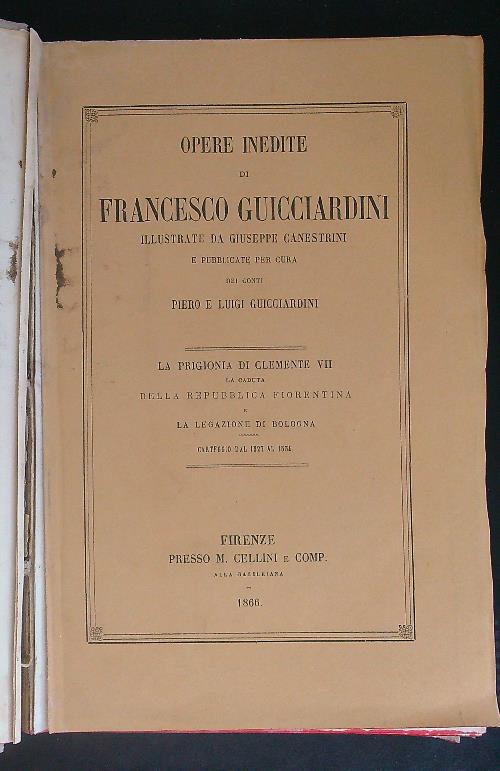 OPERE INEDITE
DI
FRANCESCO GUICCIARDINI
ILLUSTRATE DA GIUSEPPE CANESTRINI
E PUBBLICATE PER CURA
DEI CONTI
PIERO E LUIGI GUICCIARDINI
LA PRIGIONIA DI CLEMENTE VII
LA CADUTA
DELLA REPUBBLICA FIORENTINA
E
LA LEGAZIONE DI BOLOGNA
CARTEGGIO DAL 1527 AL 1534
FIRENZE
PRESSO M. CELLINI E COMP.
ALLA GALILEIANA
1866.